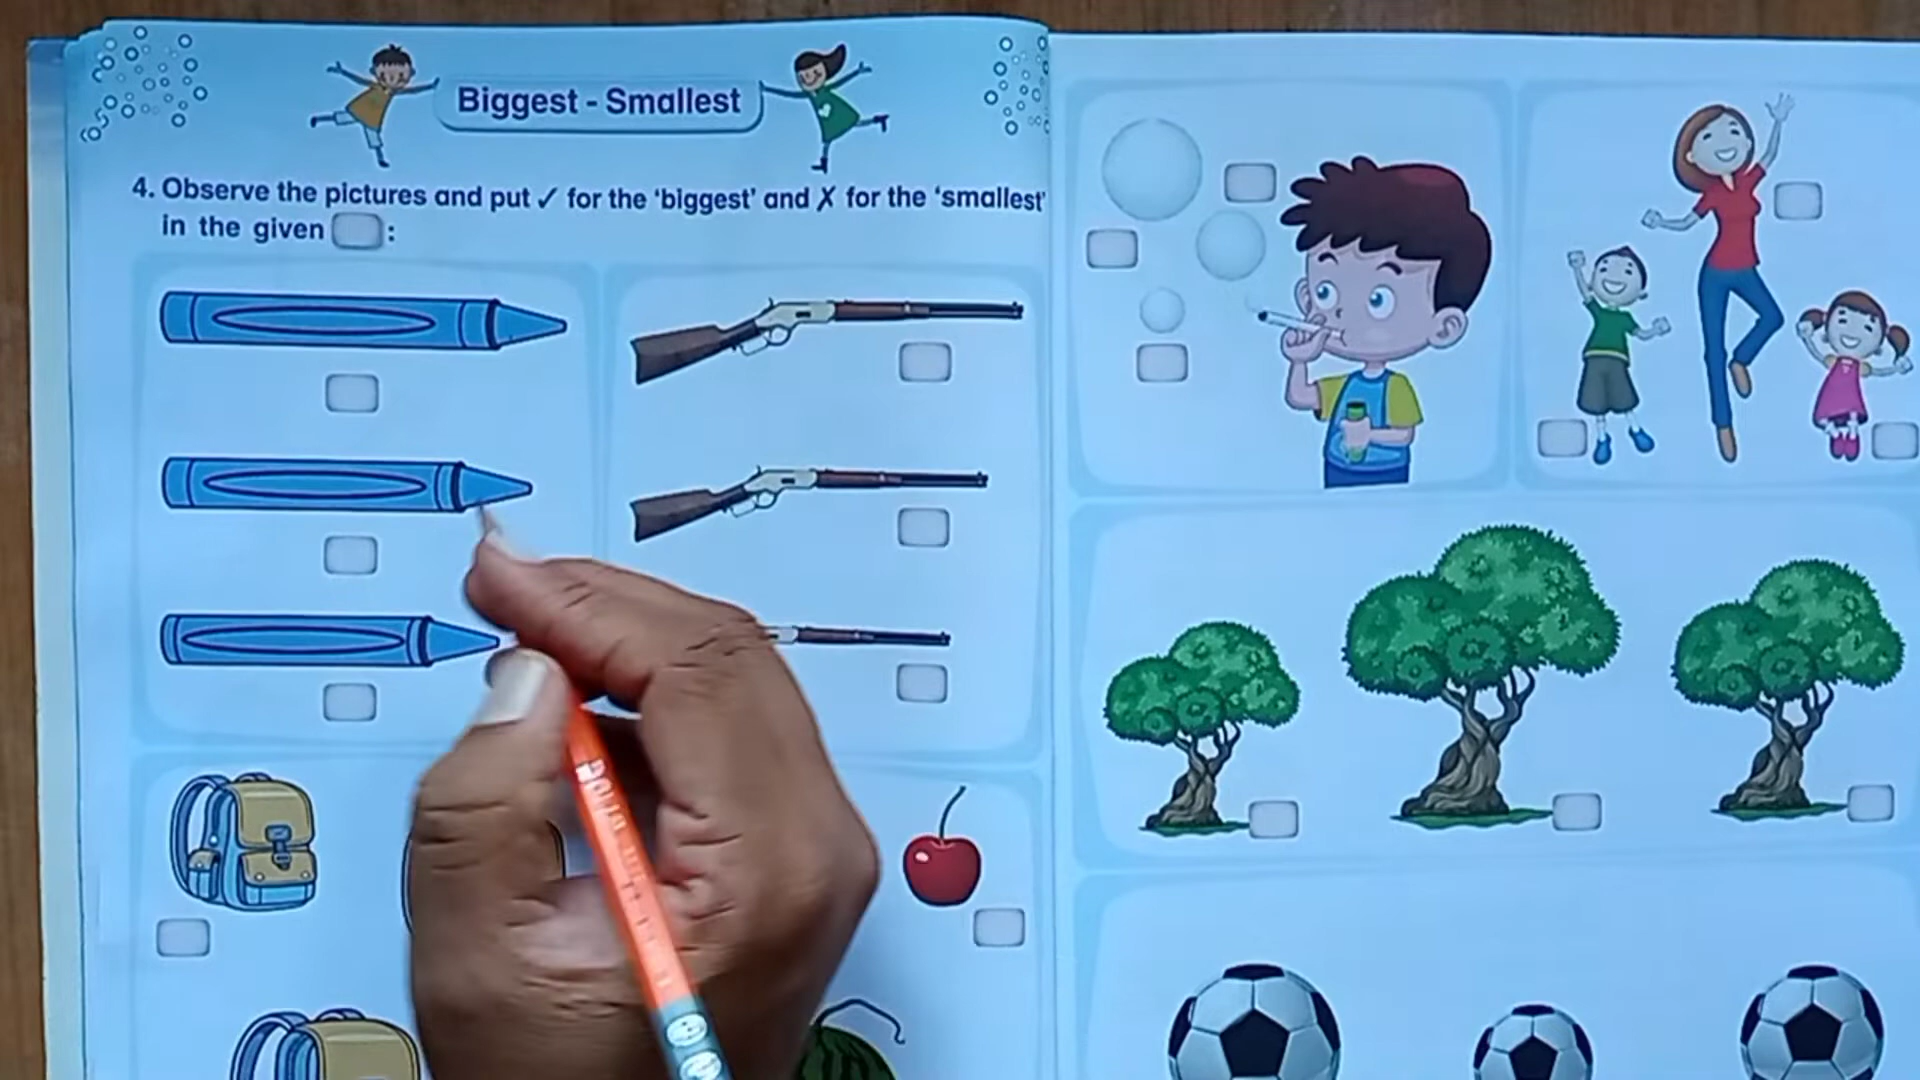 Biggest - Smallest
4. Observe the pictures and put ✓ for the ‘biggest’ and ✗ for the ‘smallest’
in the given :